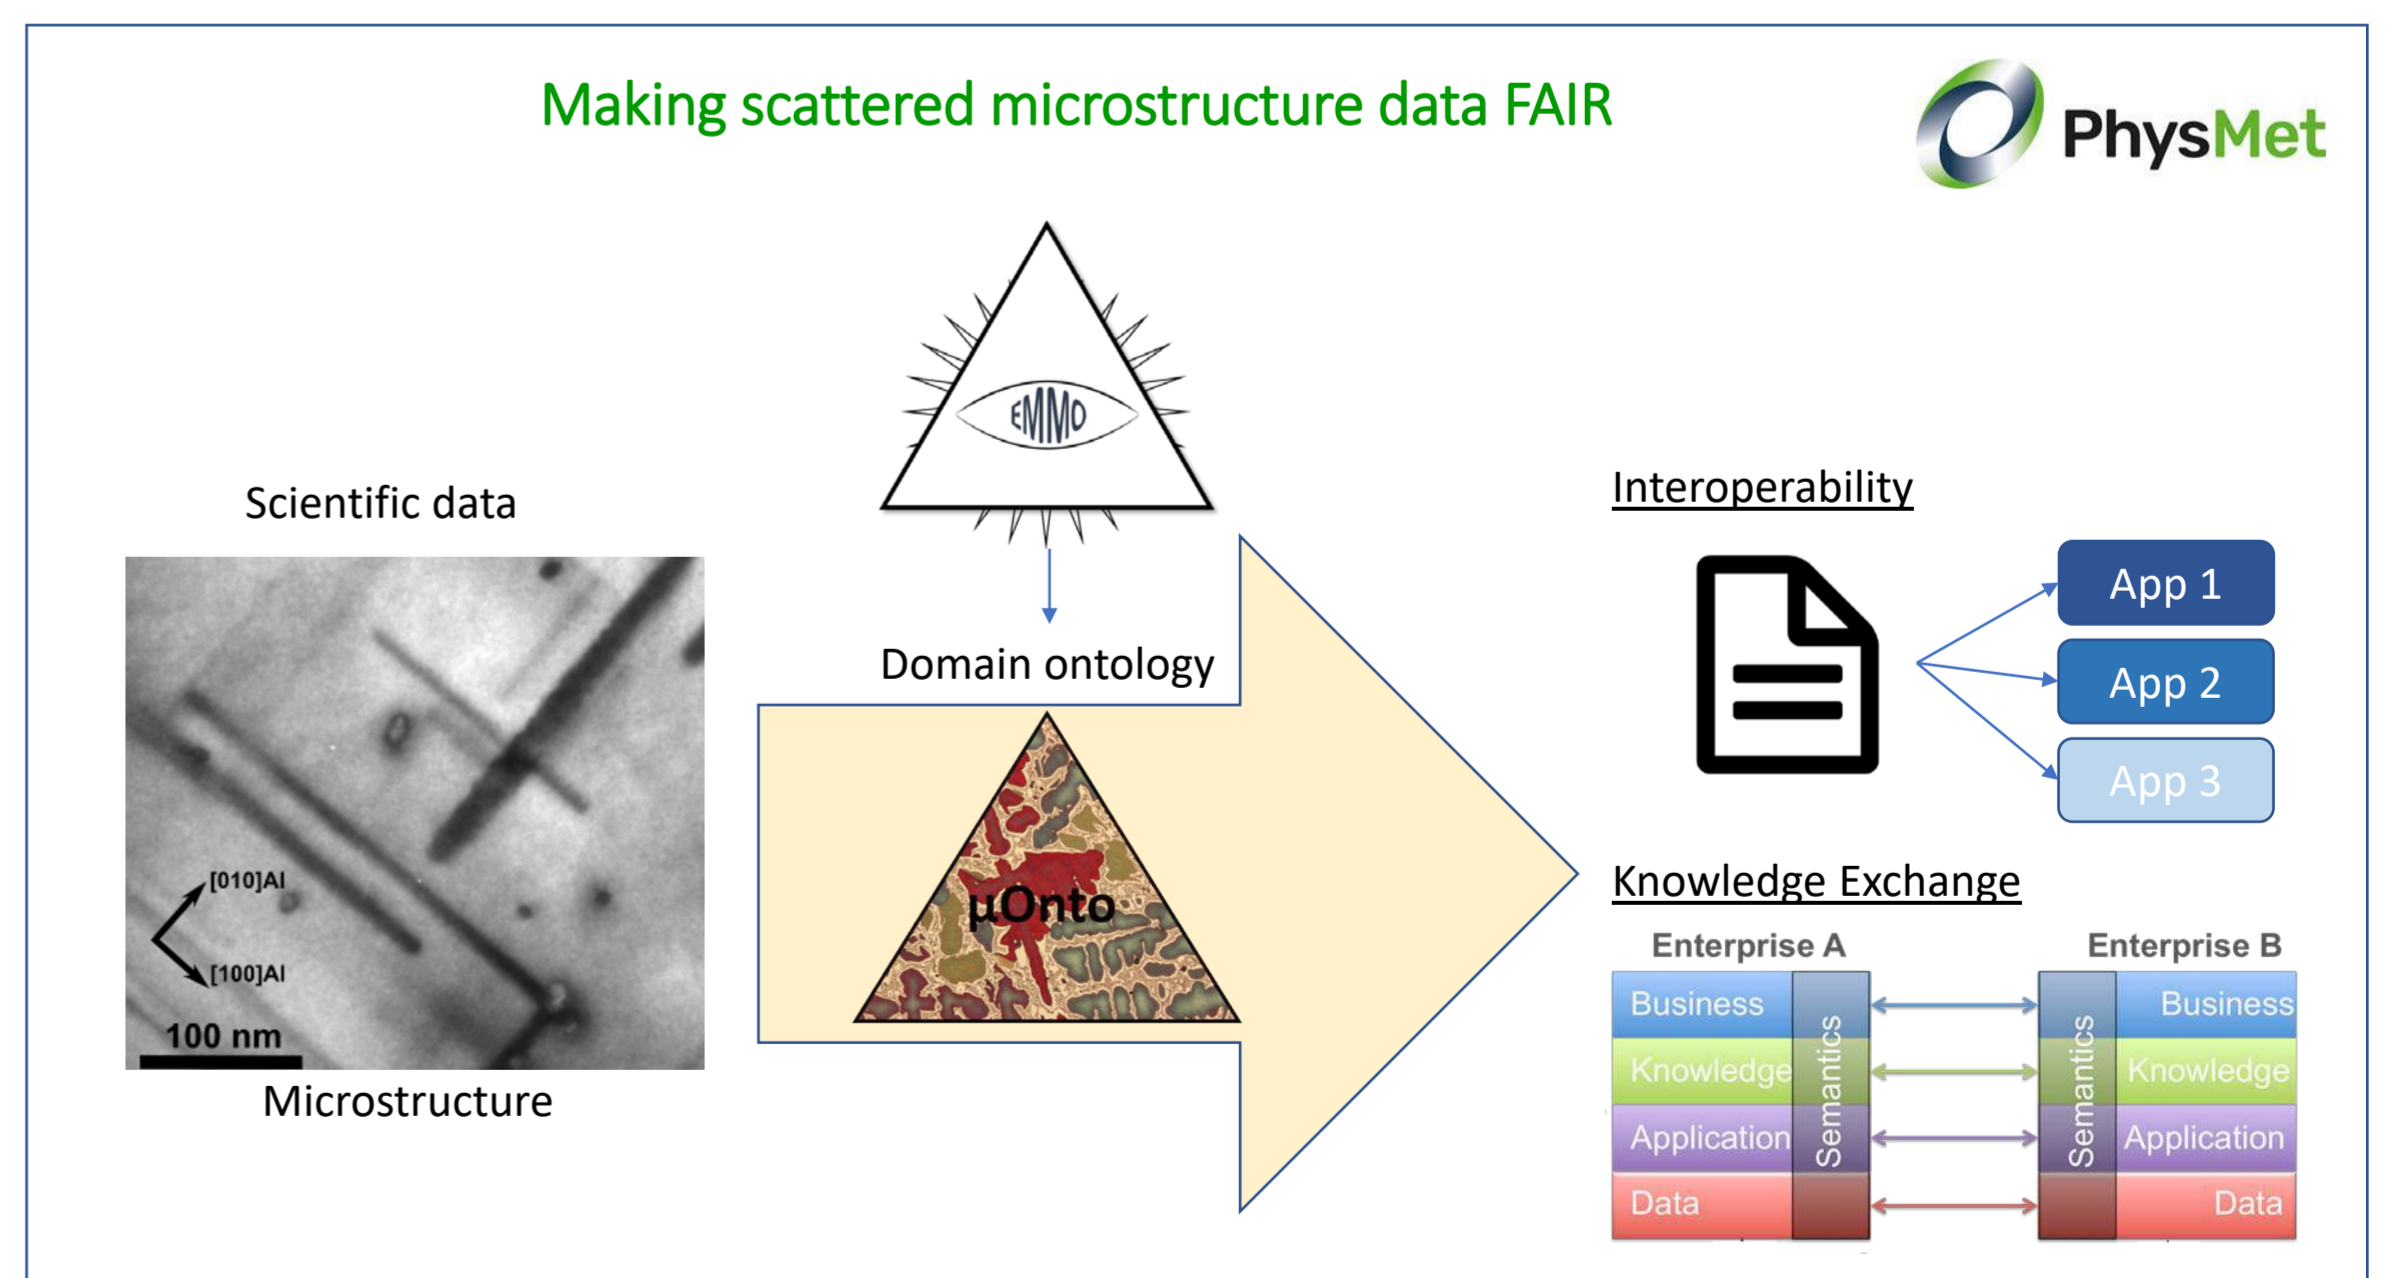 Making scattered microstructure data FAIR
PhysMet
EMMO
Scientific data
[010]Al
[100]Al
100 nm
Microstructure
Domain ontology
μOnto
Interoperability
App 1
App 2
App 3
Knowledge Exchange
Enterprise A
Enterprise B
Business
Knowledge
Application
Data
Semantics
Semantics
Business
Knowledge
Application
Data